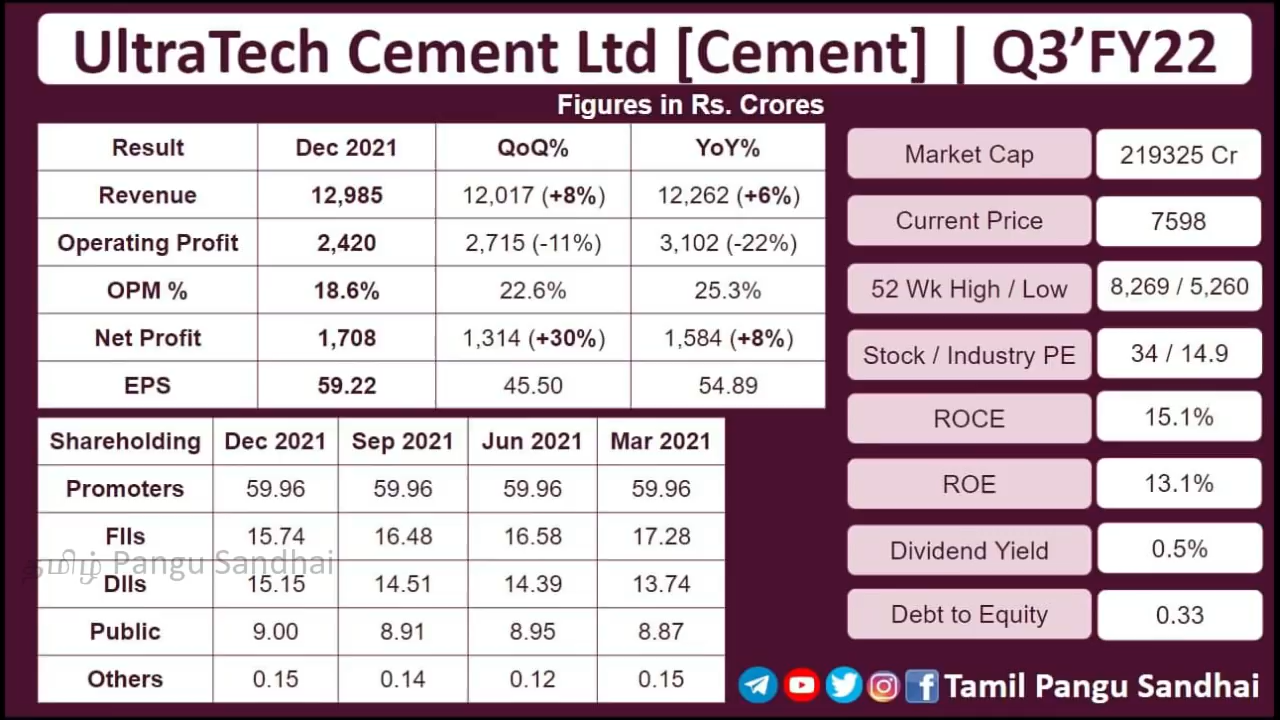 UltraTech Cement Ltd [Cement] | Q3’FY22
Figures in Rs. Crores
Result Dec 2021 QoQ% YoY%
Revenue 12,985 12,017 (+8%) 12,262 (+6%)
Operating Profit 2,420 2,715 (-11%) 3,102 (-22%)
OPM % 18.6% 22.6% 25.3%
Net Profit 1,708 1,314 (+30%) 1,584 (+8%)
EPS 59.22 45.50 54.89
Shareholding Dec 2021 Sep 2021 Jun 2021 Mar 2021
Promoters 59.96 59.96 59.96 59.96
FIIs 15.74 16.48 16.58 17.28
தமிழ் Pangu Sandhai
DIIs 15.15 14.51 14.39 13.74
Public 9.00 8.91 8.95 8.87
Others 0.15 0.14 0.12 0.15
Market Cap 219325 Cr
Current Price 7598
52 Wk High / Low 8,269 / 5,260
Stock / Industry PE 34 / 14.9
ROCE 15.1%
ROE 13.1%
Dividend Yield 0.5%
Debt to Equity 0.33
Tamil Pangu Sandhai